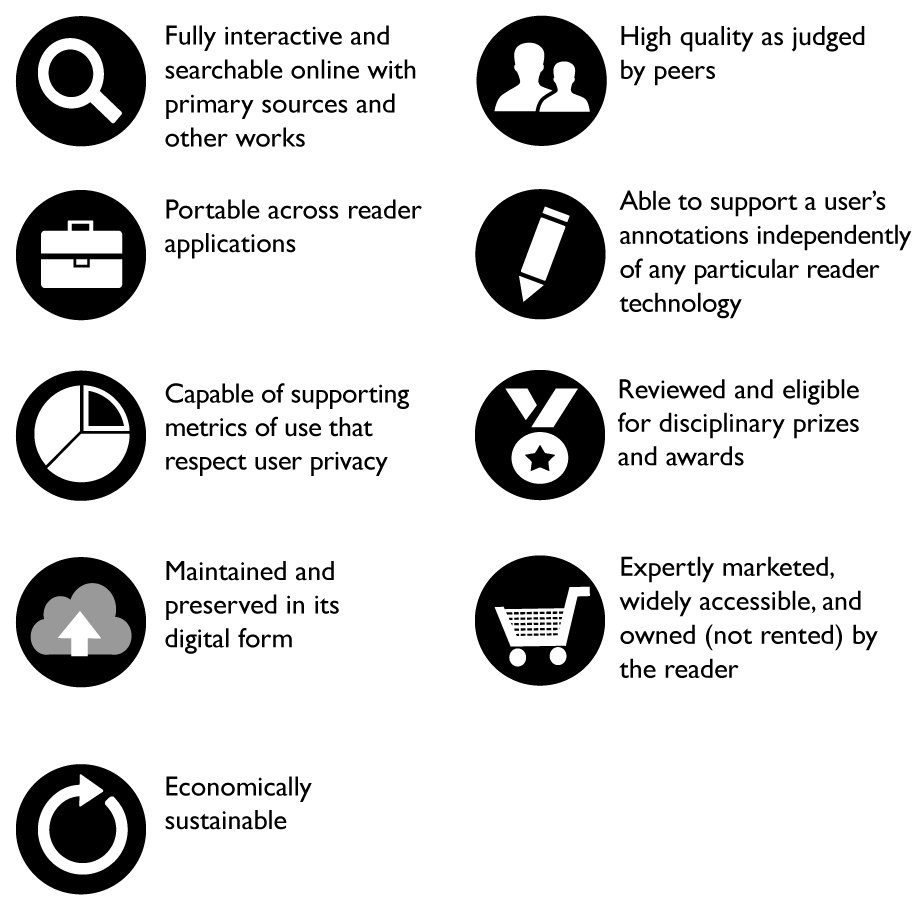 Fully interactive and
searchable online with
primary sources and
other works
High quality as judged
by peers
Portable across reader
applications
Able to support a user’s
annotations independently
of any particular reader
technology
Capable of supporting
metrics of use that
respect user privacy
Reviewed and eligible
for disciplinary prizes
and awards
Maintained and
preserved in its
digital form
Expertly marketed,
widely accessible, and
owned (not rented) by
the reader
Economically
sustainable